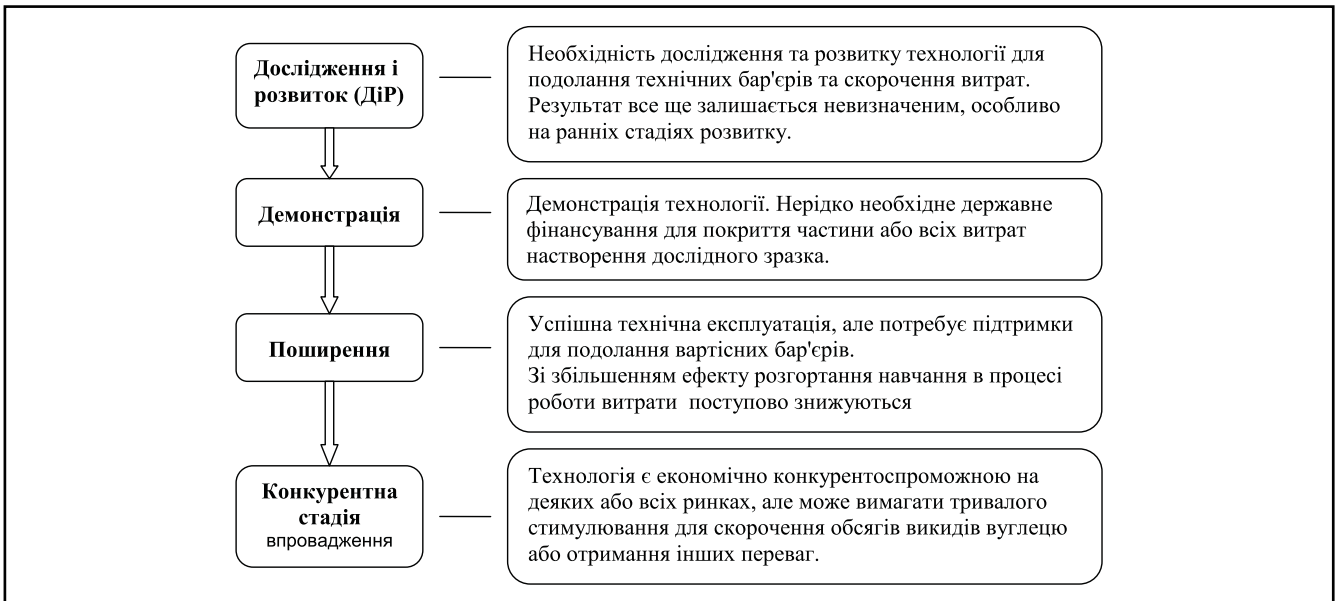 Дослідження і
розвиток (ДіР)
Необхідність дослідження та розвитку технології для
подолання технічних бар'єрів та скорочення витрат.
Результат все ще залишається невизначеним, особливо
на ранніх стадіях розвитку.
Демонстрація
Демонстрація технології. Нерідко необхідне державне
фінансування для покриття частини або всіх витрат
настворення дослідного зразка.
Поширення
Успішна технічна експлуатація, але потребує підтримки
для подолання вартісних бар'єрів.
Зі збільшенням ефекту розгортання навчання в процесі
роботи витрати поступово знижуються
Конкурентна
стадія
впровадження
Технологія є економічно конкурентоспроможною на
деяких або всіх ринках, але може вимагати тривалого
стимулювання для скорочення обсягів викидів вуглецю
або отримання інших переваг.